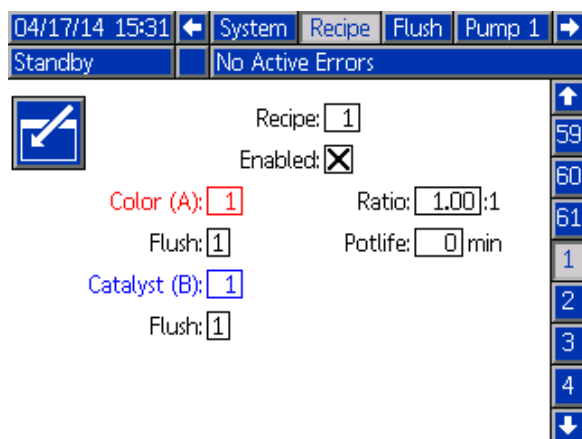 04/17/14 15:31 System Recipe Flush Pump 1
Standby No Active Errors
Recipe: 1
Enabled:
Color (A): 1 Ratio: 1.00:1
Flush: 1 Potlife: 0 min
Catalyst (B): 1
Flush: 1
59
60
61
1
2
3
4